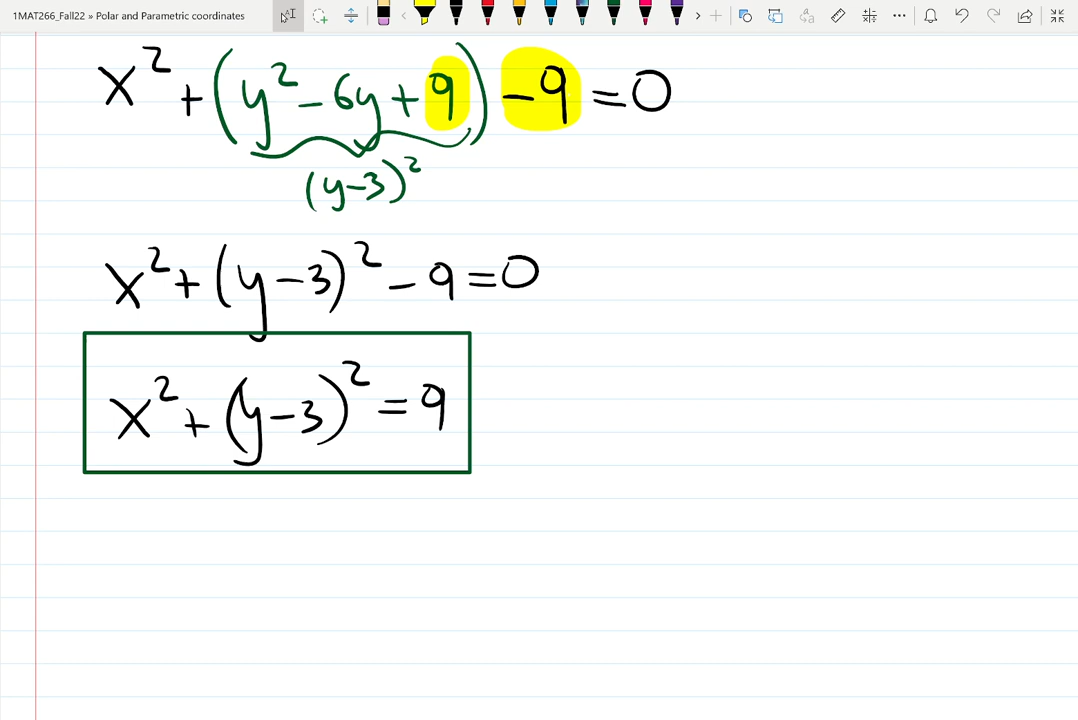 1MAT266_Fall22 » Polar and Parametric coordinates
x² + (y² - 6y + 9) - 9 = 0
(y-3)²
x² + (y-3)² - 9 = 0
x² + (y-3)² = 9